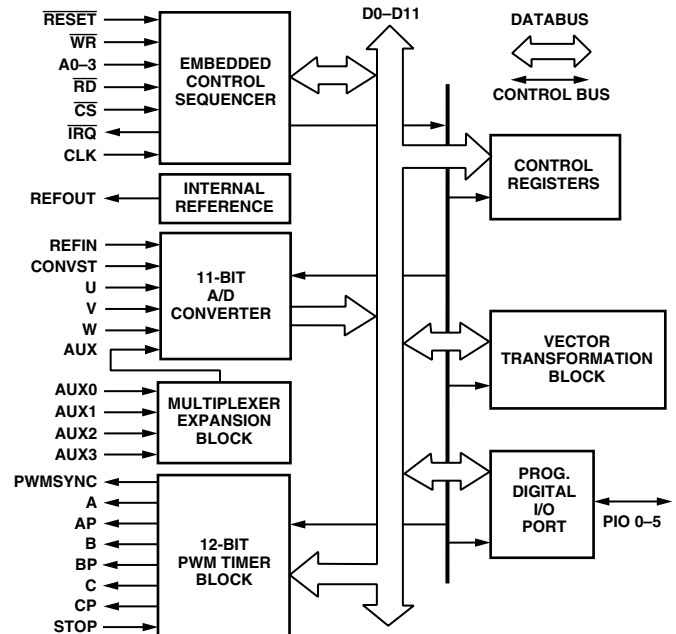 D0–D11
DATABUS
CONTROL BUS
RESET
WR
A0–3
RD
CS
IRQ
CLK
EMBEDDED
CONTROL
SEQUENCER
REFOUT
INTERNAL
REFERENCE
CONTROL
REGISTERS
REFIN
CONVST
U
V
W
AUX
11-BIT
A/D
CONVERTER
VECTOR
TRANSFORMATION
BLOCK
AUX0
AUX1
AUX2
AUX3
MULTIPLEXER
EXPANSION
BLOCK
PWMSYNC
A
AP
B
BP
C
CP
STOP
12-BIT
PWM TIMER
BLOCK
PROG.
DIGITAL
I/O
PORT
PIO 0–5